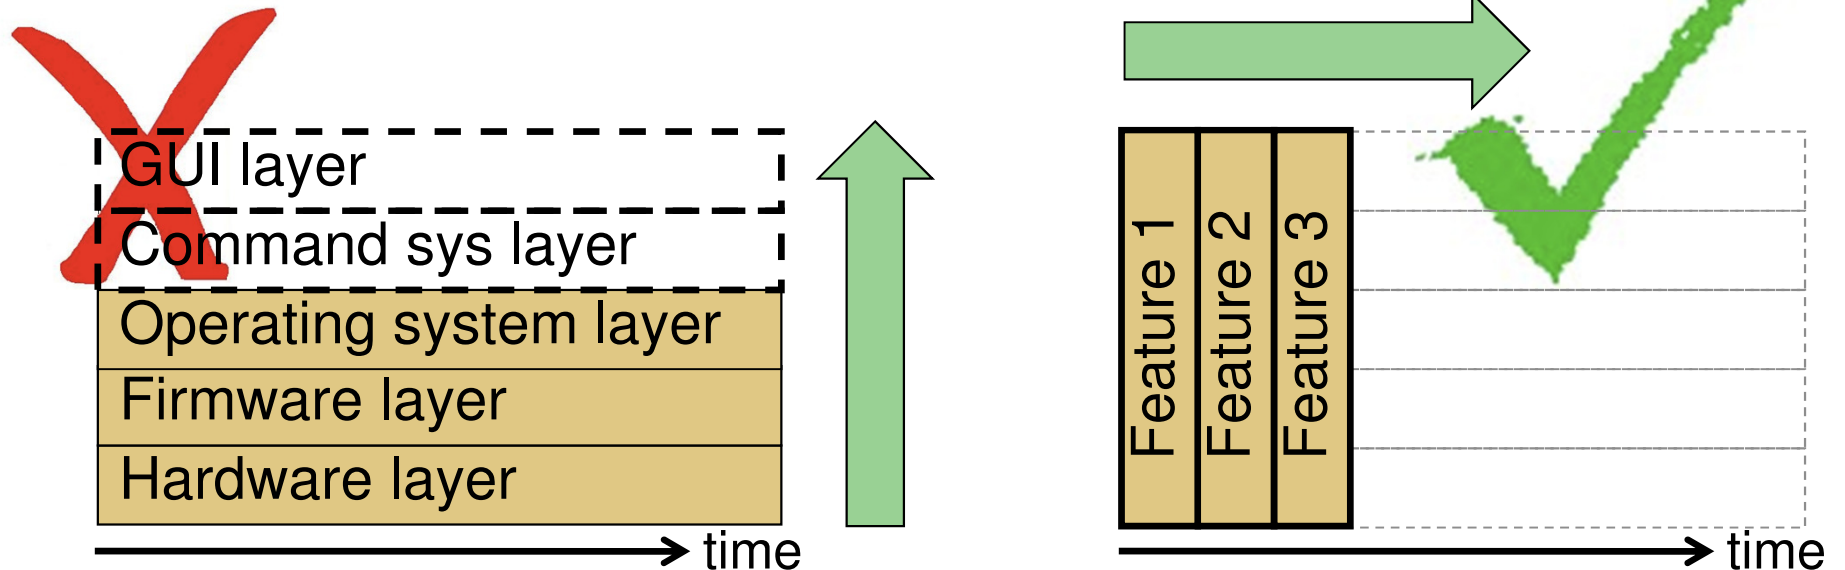 GUI layer
Command sys layer
Operating system layer
Firmware layer
Hardware layer
time
Feature 1
Feature 2
Feature 3
time